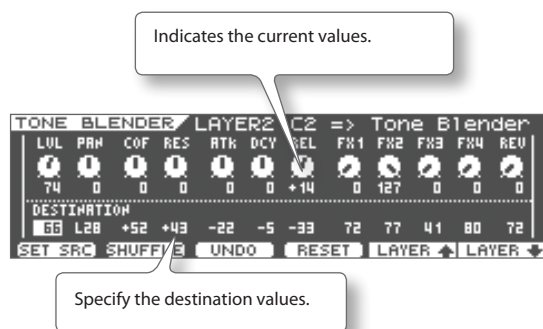 Indicates the current values.
TONE BLENDER LAYER2 C2 => Tone Blender
LVL PAN COF RES ATk DCY REL FX1 FX2 FX3 FX4 REV
74 0 0 0 0 0 +14 0 127 0 0 0
DESTINATION
66 L28 +52 +43 -22 -5 -33 72 77 41 80 72
SET SRC SHUFFLE UNDO RESET LAYER LAYER
Specify the destination values.